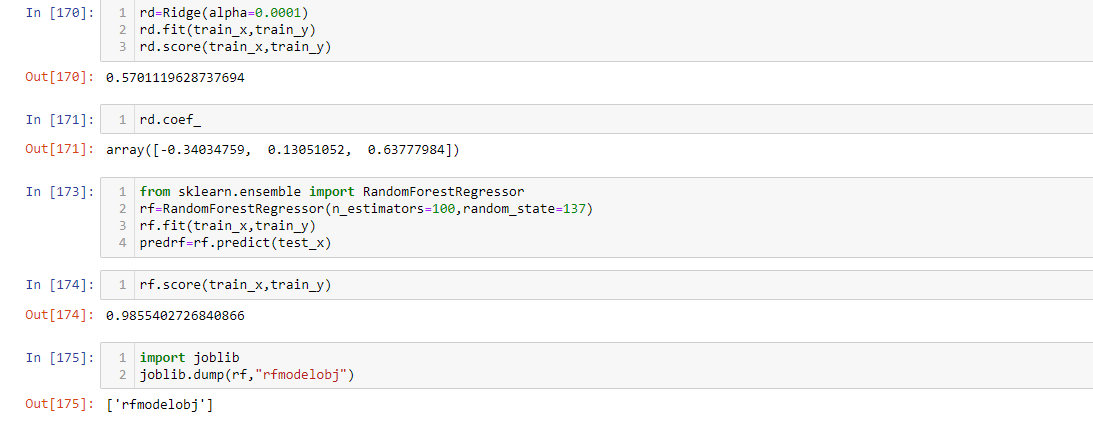 In [170]: 1 rd=Ridge(alpha=0.0001)
2 rd.fit(train_x,train_y)
3 rd.score(train_x,train_y)
Out[170]: 0.5701119628737694
In [171]: 1 rd.coef_
Out[171]: array([-0.34034759,  0.13051052,  0.63777984])
In [173]: 1 from sklearn.ensemble import RandomForestRegressor
2 rf=RandomForestRegressor(n_estimators=100,random_state=137)
3 rf.fit(train_x,train_y)
4 predrf=rf.predict(test_x)
In [174]: 1 rf.score(train_x,train_y)
Out[174]: 0.9855402726840866
In [175]: 1 import joblib
2 joblib.dump(rf,"rfmodelobj")
Out[175]: ['rfmodelobj']